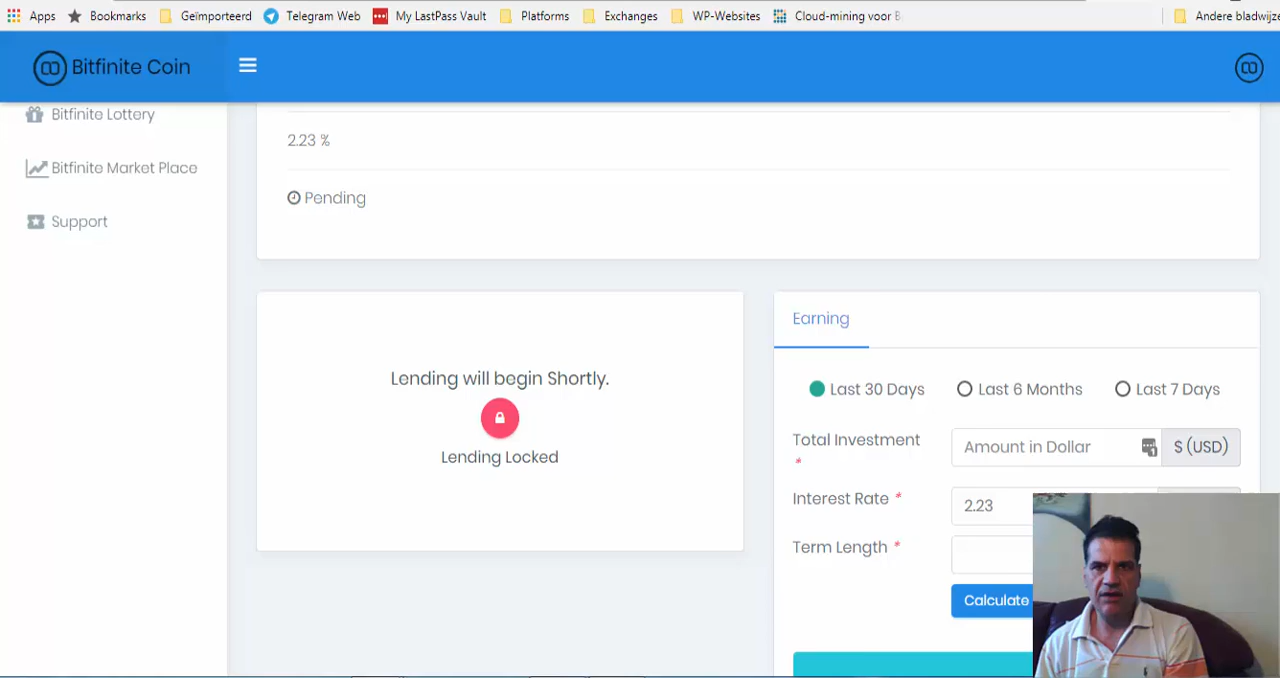 Apps Bookmarks Geïmporteerd Telegram Web My LastPass Vault Platforms Exchanges WP-Websites Cloud-mining voor B Andere bladwijze
Bitfinite Coin
Bitfinite Lottery
2.23 %
Bitfinite Market Place
Pending
Support
Lending will begin Shortly.
Lending Locked
Earning
Last 30 Days Last 6 Months Last 7 Days
Total Investment * Amount in Dollar $ (USD)
Interest Rate * 2.23
Term Length *
Calculate